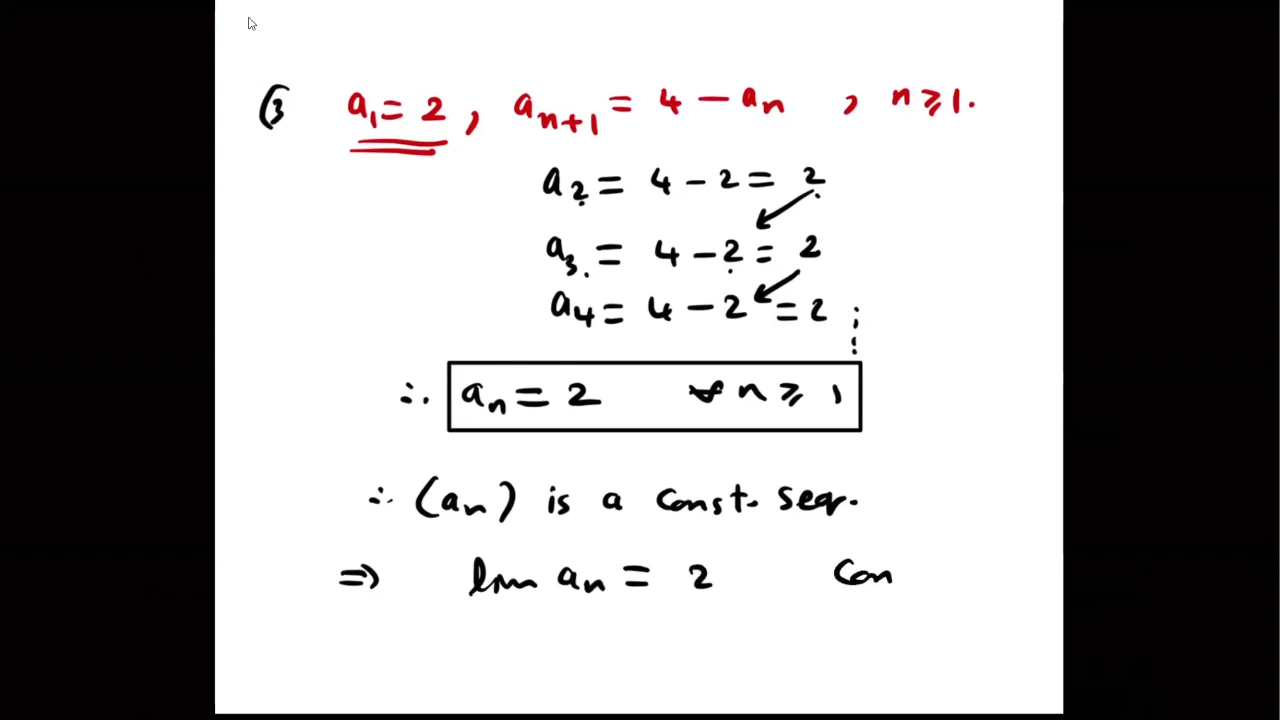 (3 a₁ = 2 , aₙ₊₁ = 4 − aₙ , n ⩾ 1.
a₂ = 4 − 2 = 2
a₃ = 4 − 2 = 2
a₄ = 4 − 2 = 2
∴ aₙ = 2 ∀ n ⩾ 1
∴ (aₙ) is a const. seq.
⇒ lim aₙ = 2 Con